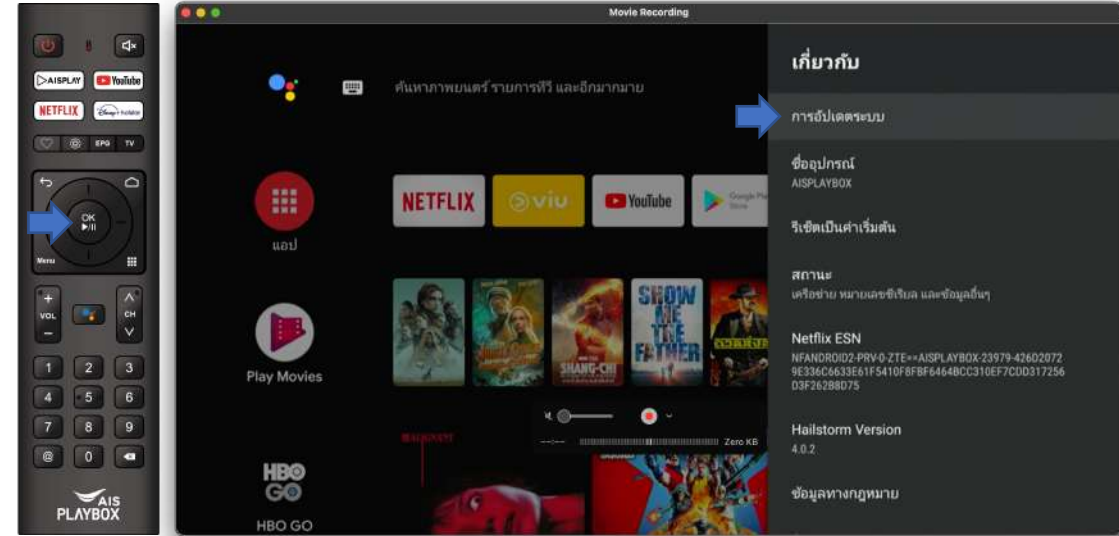 AISPLAY
YouTube
NETFLIX
Disney+ hotstar
EPG
TV
OK
Menu
+
VOL
-
CH
1
2
3
4
5
6
7
8
9
@
0
AIS
PLAYBOX
Movie Recording
ค้นหาภาพยนตร์ รายการทีวี และอีกมากมาย
NETFLIX
viu
YouTube
Google Play
Store
แอป
SHOW
ME
THE
FATHER
SHANG-CHI
Play Movies
Zero KB
MALIGNANT
HBO
GO
HBO GO
เกี่ยวกับ
การอัปเดตระบบ
ชื่ออุปกรณ์
AISPLAYBOX
รีเซ็ตเป็นค่าเริ่มต้น
สถานะ
เครือข่าย หมายเลขซีเรียล และข้อมูลอื่นๆ
Netflix ESN
NFANDROID2-PRV-0-ZTE==AISPLAYBOX-23979-426D2072
9E336C6633E61F5410F8FBF6464BCC310EF7CDD317256
D3F262B8D75
Hailstorm Version
4.0.2
ข้อมูลทางกฎหมาย